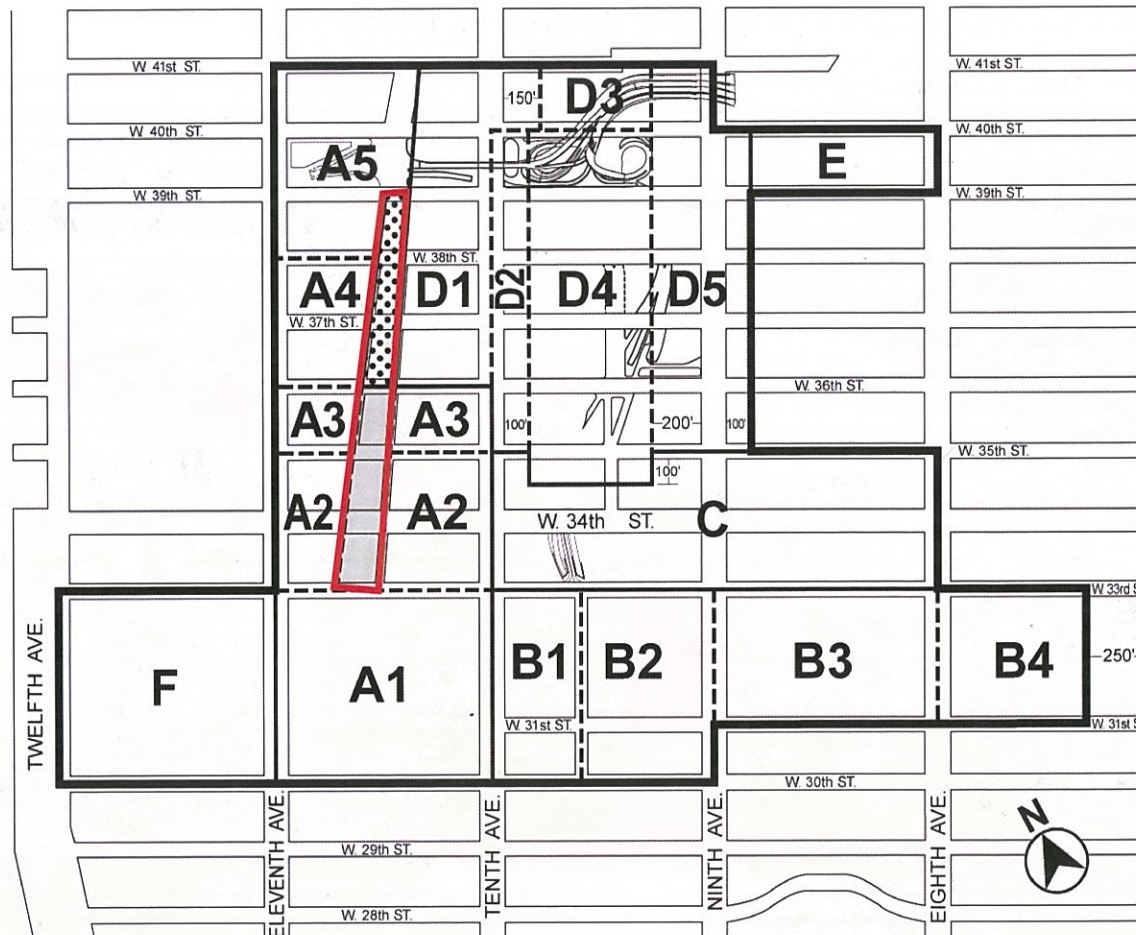 W. 41st ST.
W. 41st ST.
150'
D3
W. 40th ST.
W. 40th ST.
A5
E
W. 39th ST.
W. 39th ST.
W. 38th ST.
A4
D1
D2
D4
D5
W. 37th ST.
W. 36th ST.
A3
A3
100'
200'
100'
W. 35th ST.
100'
A2
A2
W. 34th ST.
C
W. 33rd S
F
A1
B1
B2
B3
B4
250'
W. 31st ST.
W. 31st S
W. 30th ST.
TWELFTH AVE.
ELEVENTH AVE.
TENTH AVE.
NINTH AVE.
EIGHTH AVE.
N
W. 29th ST.
W. 28th ST.